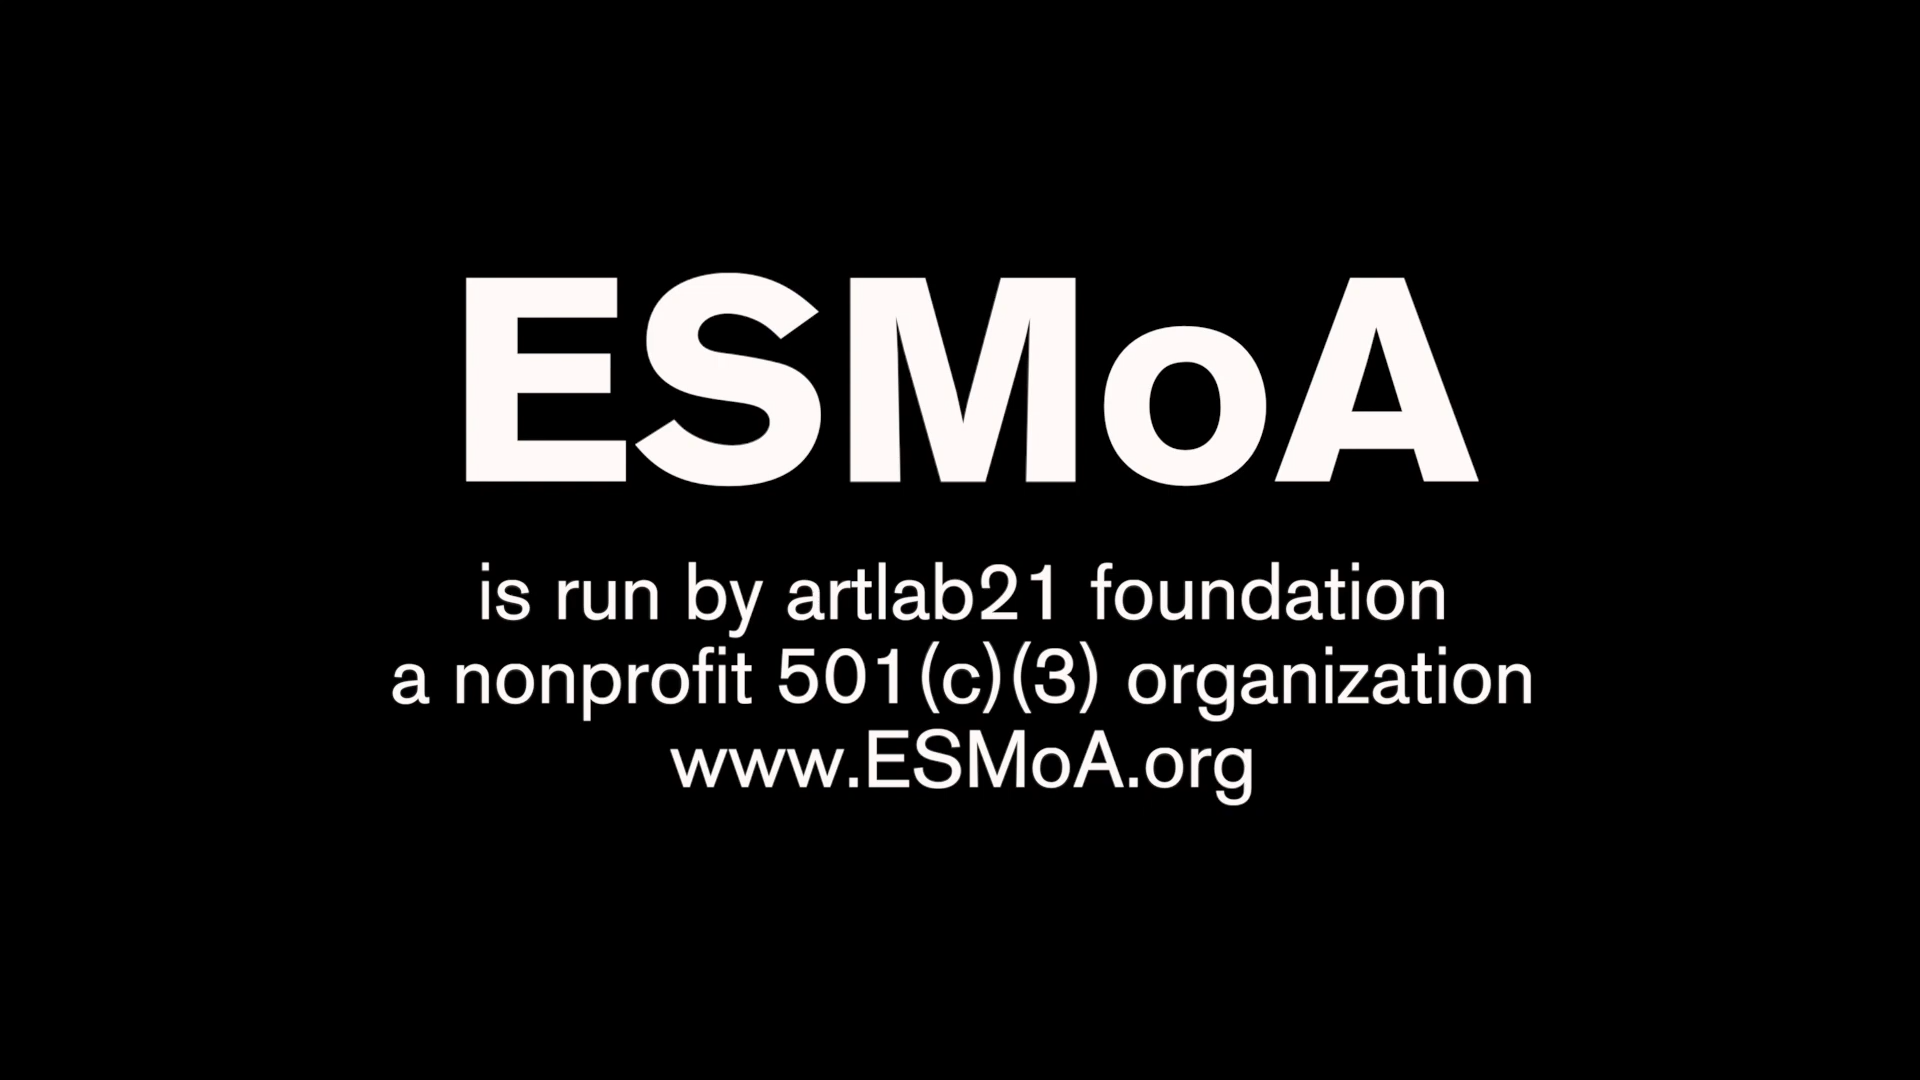 ESMoA
is run by artlab21 foundation
a nonprofit 501(c)(3) organization
www.ESMoA.org